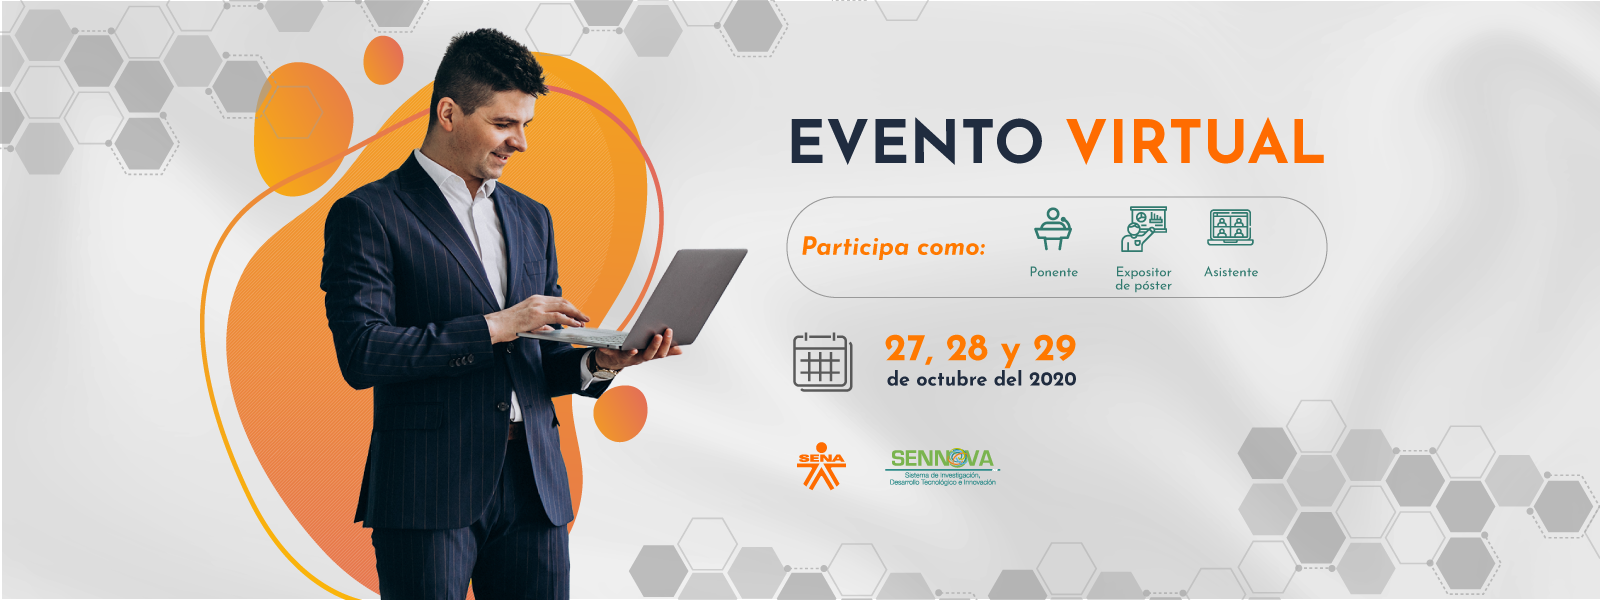 EVENTO VIRTUAL
Participa como:
Ponente
Expositor
de póster
Asistente
27, 28 y 29
de octubre del 2020
SENA
SENNOVA
Sistema de Investigación,
Desarrollo Tecnológico e Innovación